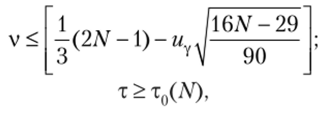 ν ≤ [ 1/3 (2N − 1) − u_γ √((16N − 29)/90) ];
τ ≥ τ₀(N),